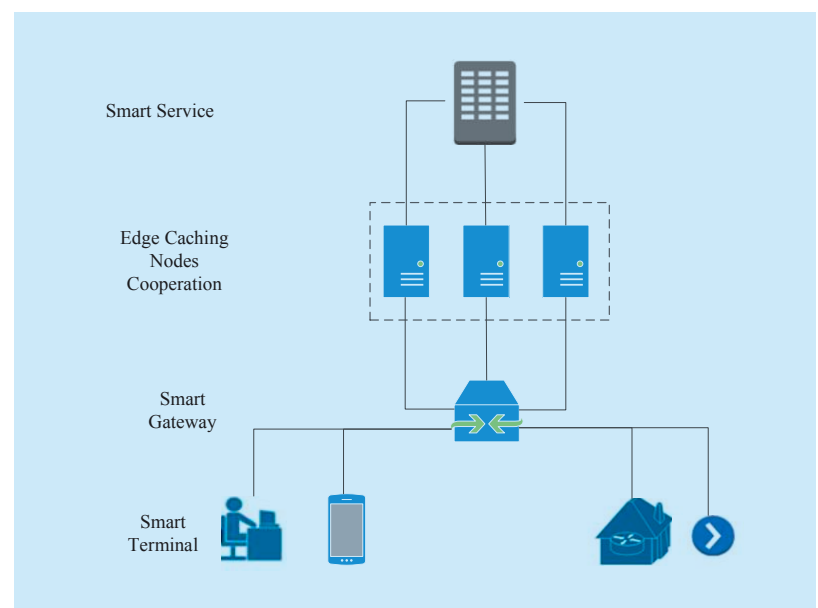 Smart Service
Edge Caching
Nodes
Cooperation
Smart
Gateway
Smart
Terminal